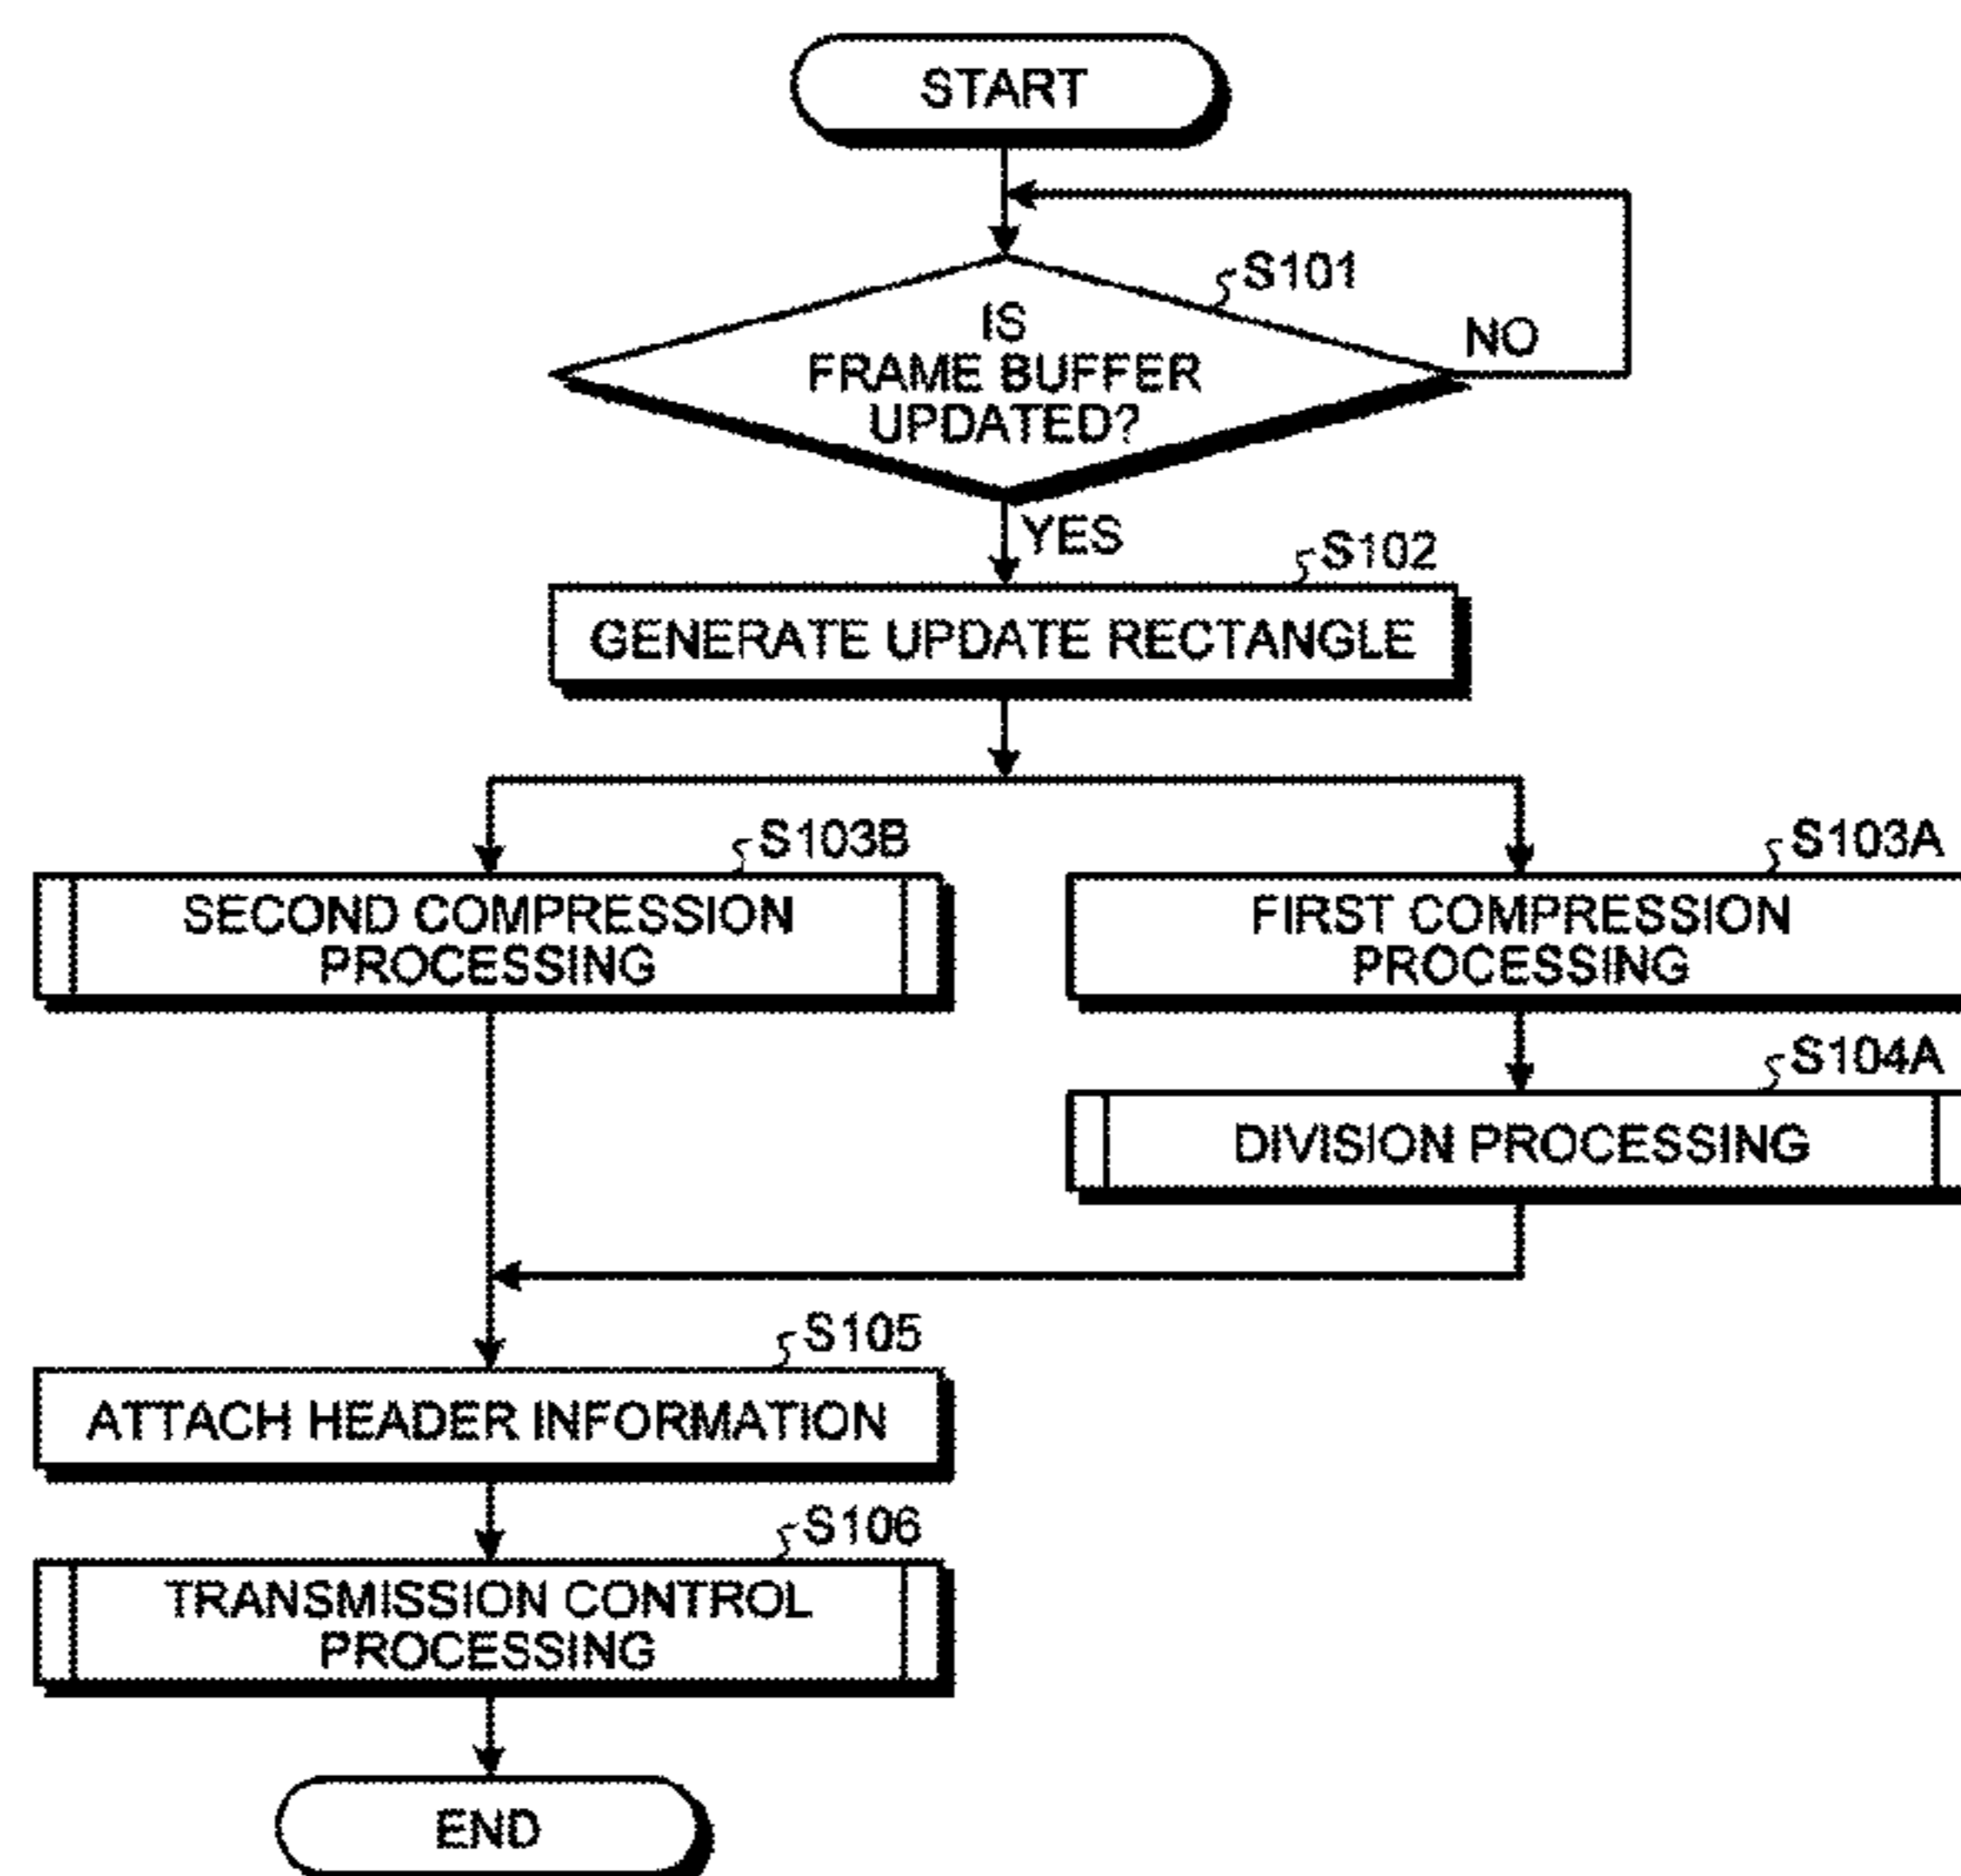 START
S101
IS
FRAME BUFFER
UPDATED?
NO
YES
S102
GENERATE UPDATE RECTANGLE
S103B
SECOND COMPRESSION
PROCESSING
S103A
FIRST COMPRESSION
PROCESSING
S104A
DIVISION PROCESSING
S105
ATTACH HEADER INFORMATION
S106
TRANSMISSION CONTROL
PROCESSING
END